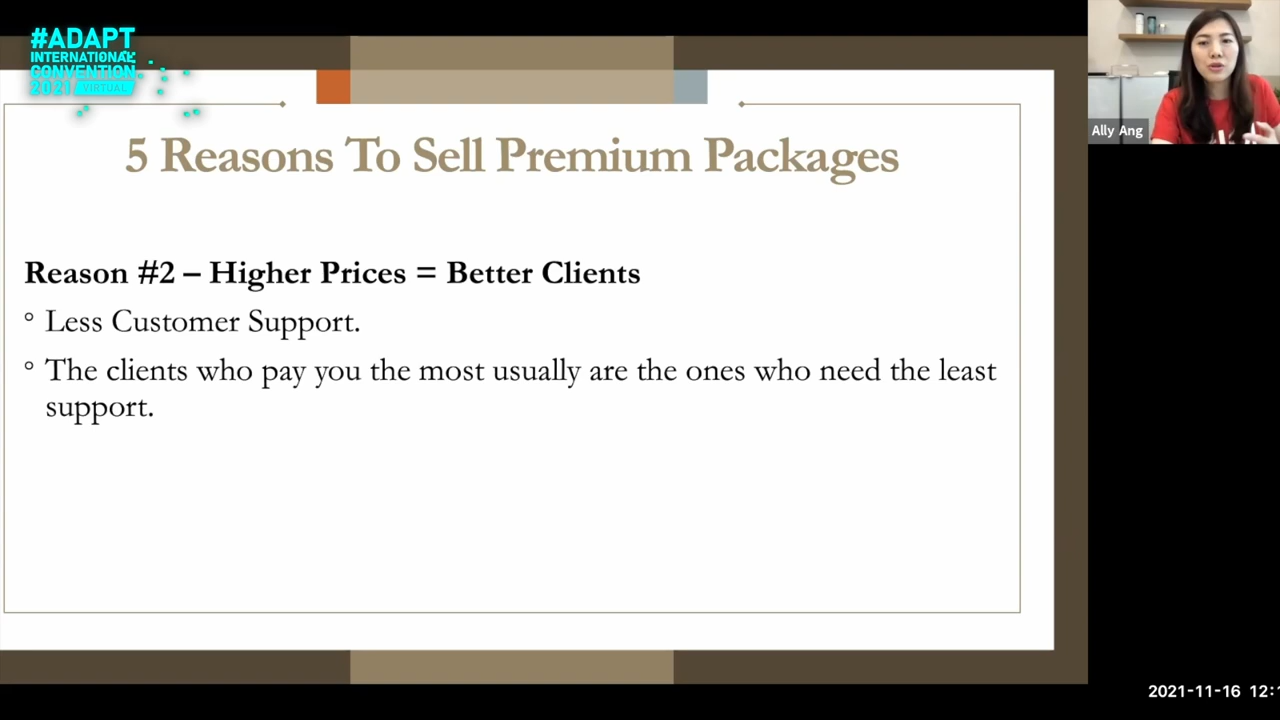 #ADAPT
INTERNATIONAL
CONVENTION
2021 VIRTUAL
Ally Ang
5 Reasons To Sell Premium Packages
Reason #2 – Higher Prices = Better Clients
° Less Customer Support.
° The clients who pay you the most usually are the ones who need the least
support.
2021-11-16 12:1